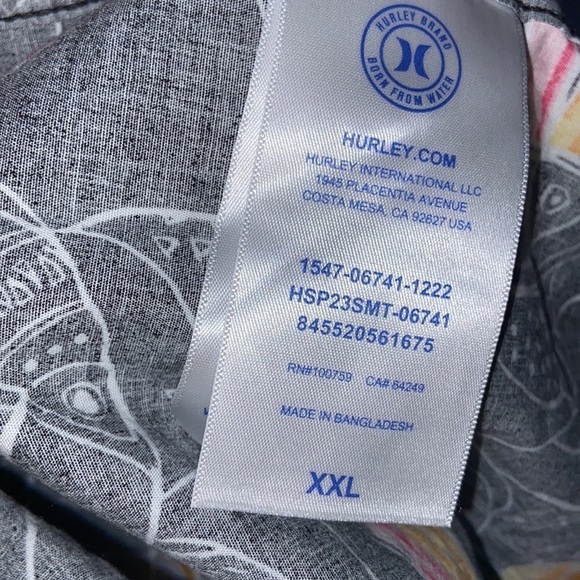 HURLEY BRAND
BORN FROM WATER
HURLEY.COM
HURLEY INTERNATIONAL LLC
1945 PLACENTIA AVENUE
COSTA MESA, CA 92627 USA
1547-06741-1222
HSP23SMT-06741
845520561675
RN#100759 CA# 84249
MADE IN BANGLADESH
XXL